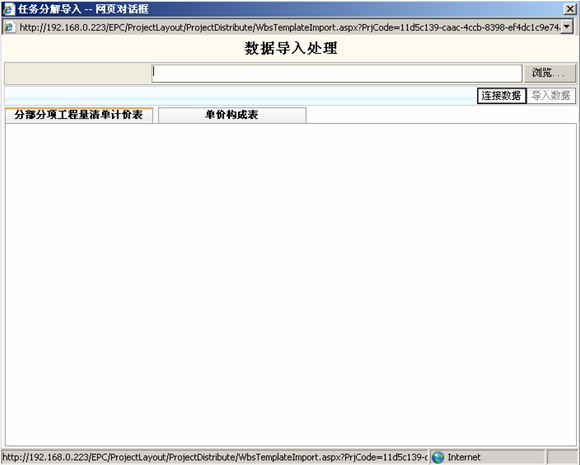 任务分解导入 -- 网页对话框
http://192.168.0.223/EPC/ProjectLayout/ProjectDistribute/WbsTemplateImport.aspx?PrjCode=11d5c139-caac-4ccb-8398-ef4dc1c9e74
数据导入处理
浏览...
连接数据 导入数据
分部分项工程量清单计价表 单价构成表
http://192.168.0.223/EPC/ProjectLayout/ProjectDistribute/WbsTemplateImport.aspx?PrjCode=11d5c139- Internet